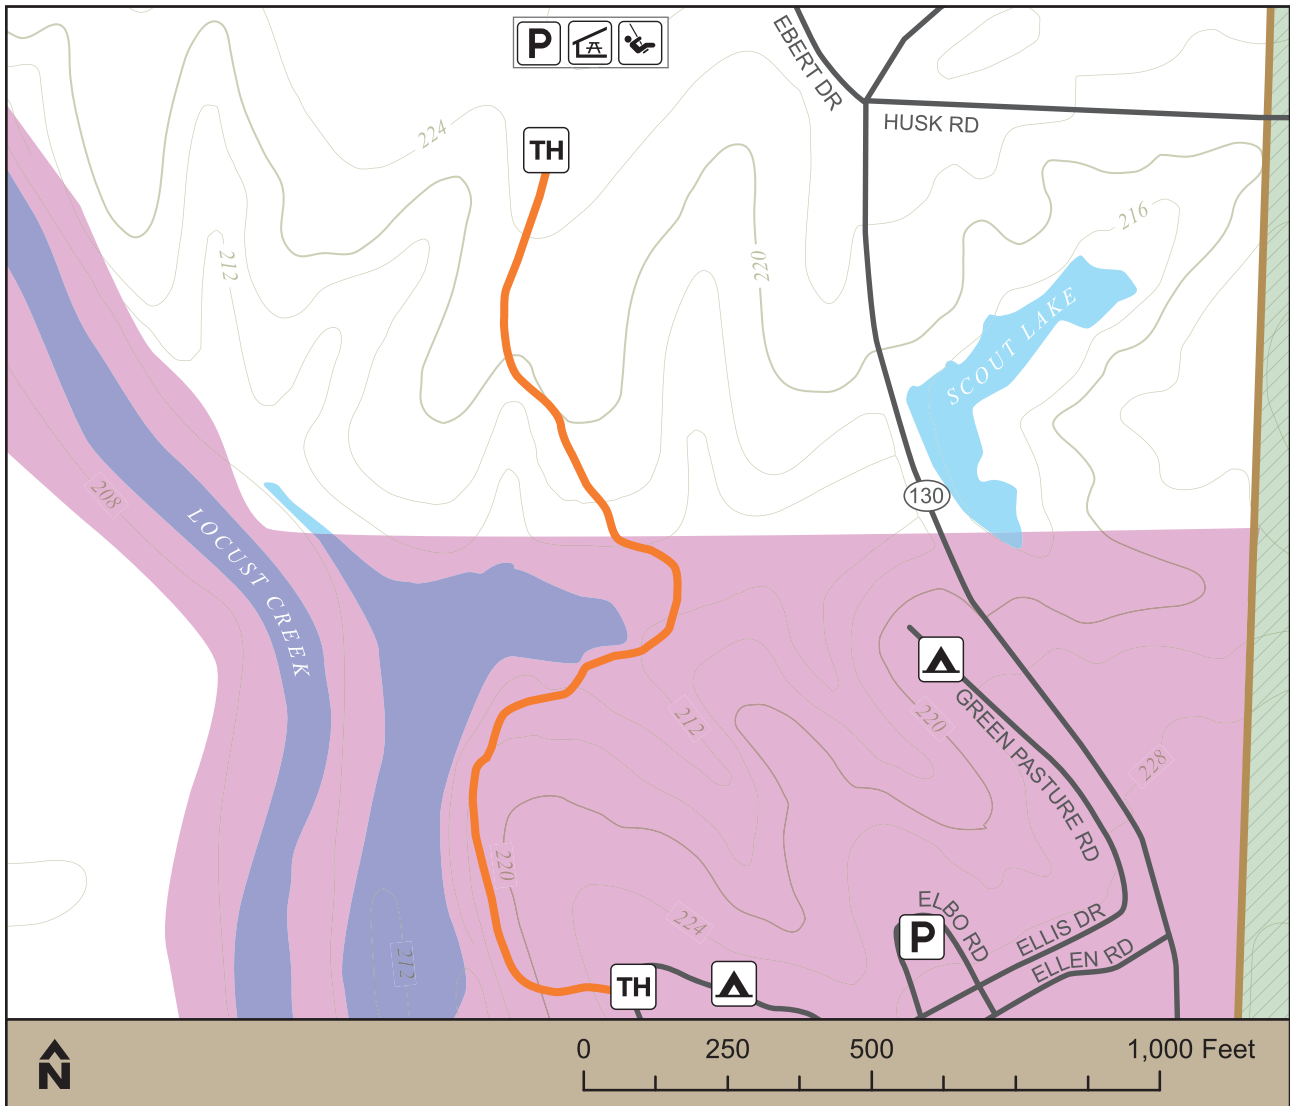 P
EBERT DR
HUSK RD
224
TH
216
212
220
SCOUT LAKE
208
130
LOCUST CREEK
212
220
GREEN PASTURE RD
228
220
224
ELBO RD
P
ELLIS DR
ELLEN RD
212
TH
N
0 250 500 1,000 Feet